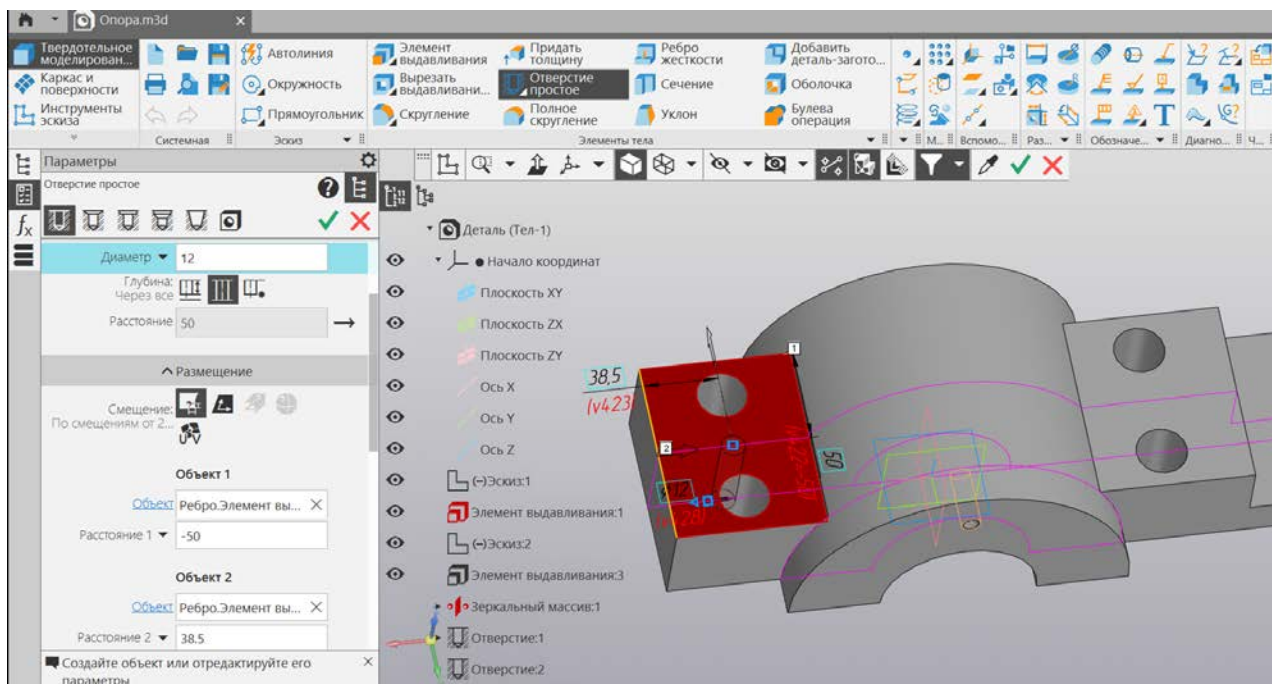 Опора.m3d
Твердотельное моделирован...
Каркас и поверхности
Инструменты эскиза
Системная
Автолиния
Окружность
Прямоугольник
Эскиз
Элемент выдавливания
Вырезать выдавливани...
Скругление
Придать толщину
Отверстие простое
Полное скругление
Ребро жесткости
Сечение
Уклон
Добавить деталь-загото...
Оболочка
Булева операция
Элементы тела
М...
Вспомо...
Раз...
Обозначе...
Диагно...
Ч...
Параметры
Отверстие простое
Диаметр
12
Глубина:
Через все
Расстояние
50
Размещение
Смещение:
По смещениям от 2...
Объект 1
Объект
Ребро.Элемент вы...
Расстояние 1
-50
Объект 2
Объект
Ребро.Элемент вы...
Расстояние 2
38.5
Создайте объект или отредактируйте его
параметры
Деталь (Тел-1)
Начало координат
Плоскость XY
Плоскость ZX
Плоскость ZY
Ось X
Ось Y
Ось Z
(-)Эскиз:1
Элемент выдавливания:1
(-)Эскиз:2
Элемент выдавливания:3
Зеркальный массив:1
Отверстие:1
Отверстие:2
38,5
(v423)
1
2
50